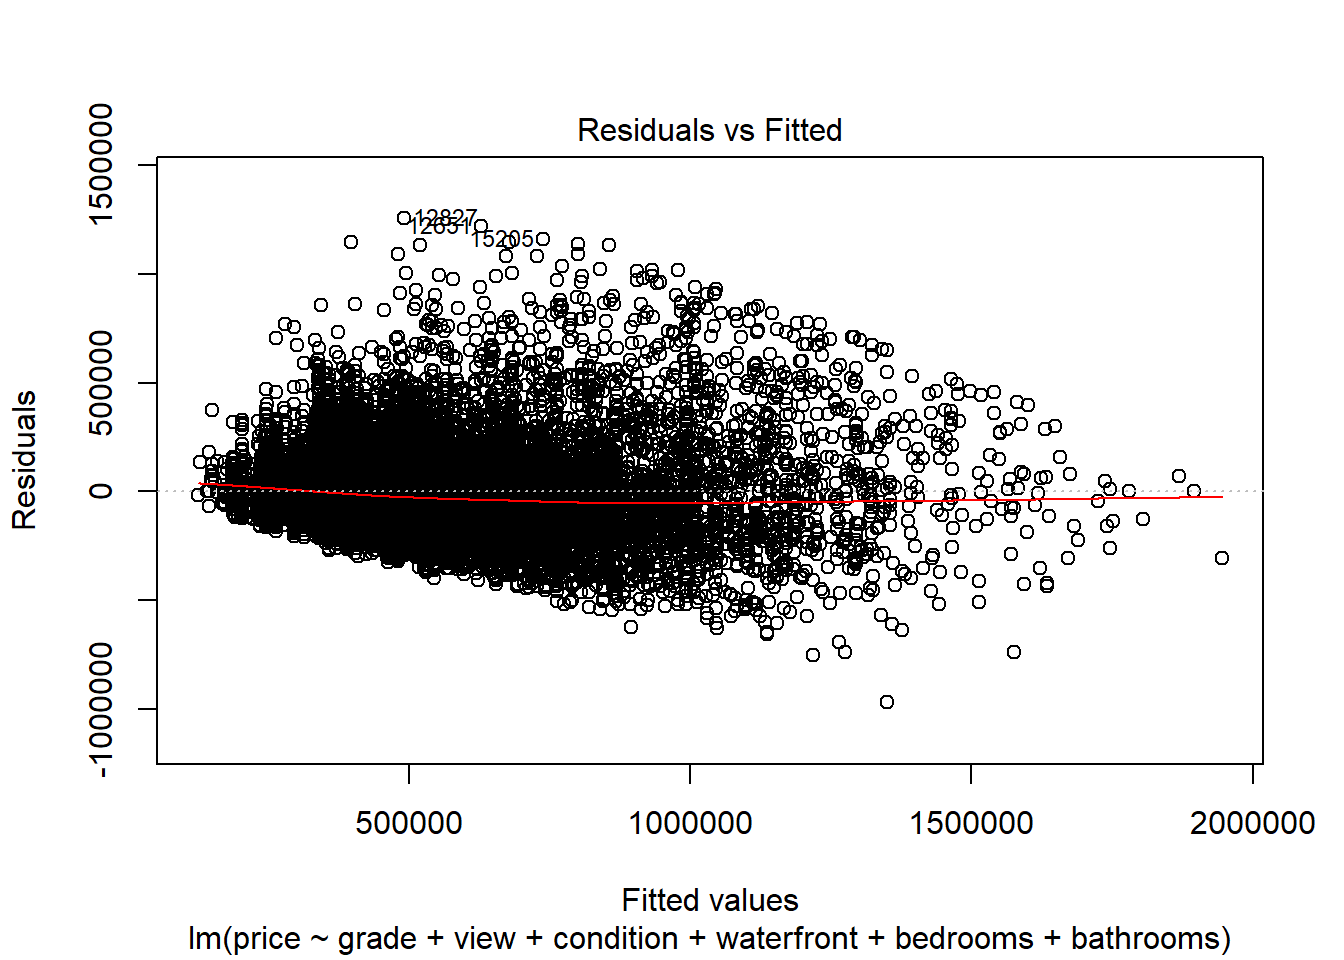 Residuals vs Fitted
Residuals
1500000
500000
0
-1000000
12827
12651
15205
500000
1000000
1500000
2000000
Fitted values
lm(price ~ grade + view + condition + waterfront + bedrooms + bathrooms)